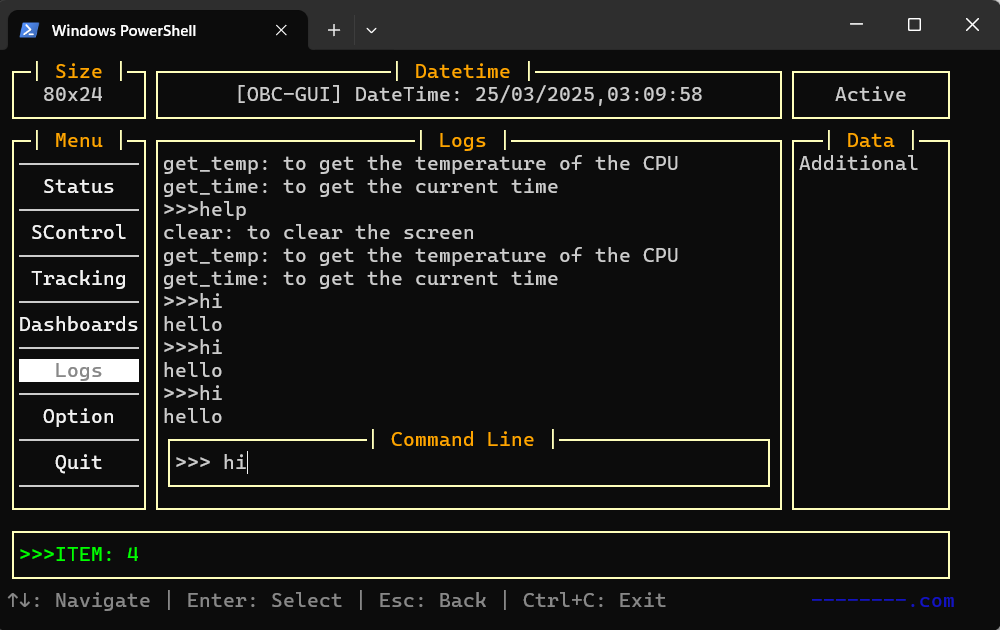 Windows PowerShell
Size
80x24
Datetime
[OBC-GUI] DateTime: 25/03/2025,03:09:58
Active
Menu
Status
SControl
Tracking
Dashboards
Logs
Option
Quit
Logs
get_temp: to get the temperature of the CPU
get_time: to get the current time
>>>help
clear: to clear the screen
get_temp: to get the temperature of the CPU
get_time: to get the current time
>>>hi
hello
>>>hi
hello
>>>hi
hello
Command Line
>>> hi
Data
Additional
>>>ITEM: 4
↑↓: Navigate | Enter: Select | Esc: Back | Ctrl+C: Exit
--------.com